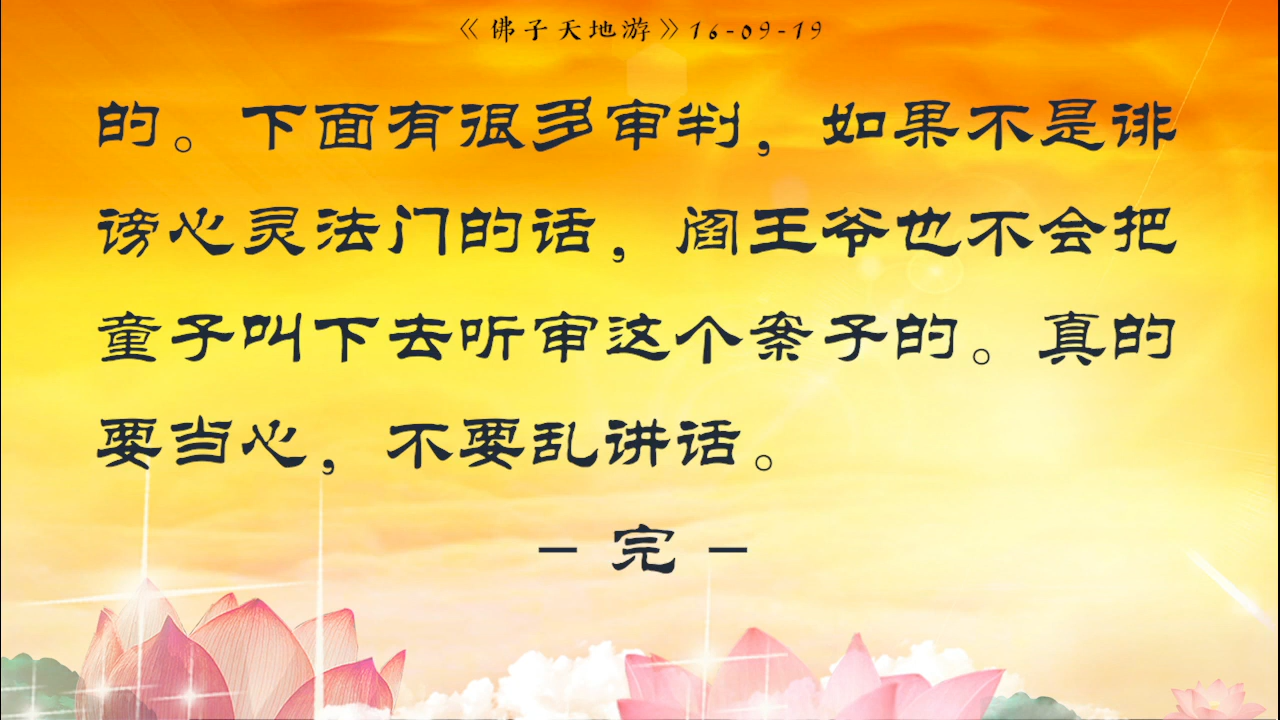 《佛子天地游》16-09-19
的。下面有很多审判，如果不是诽
谤心灵法门的话，阎王爷也不会把
童子叫下去听审这个案子的。真的
要当心，不要乱讲话。
- 完 -